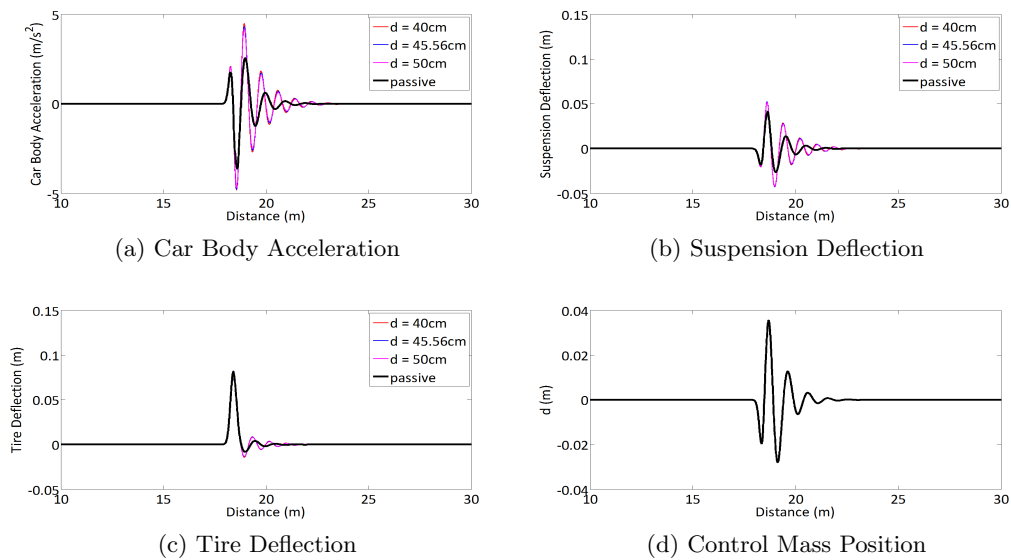 5
0
-5
10
15
20
25
30
Car Body Acceleration (m/s²)
Distance (m)
d = 40cm
d = 45.56cm
d = 50cm
passive
(a) Car Body Acceleration
0.15
0.10
0.05
0
-0.05
10
15
20
25
30
Suspension Deflection (m)
Distance (m)
d = 40cm
d = 45.56cm
d = 50cm
passive
(b) Suspension Deflection
0.15
0.1
0.05
0
-0.05
10
15
20
25
30
Tire Deflection (m)
Distance (m)
d = 40cm
d = 45.56cm
d = 50cm
passive
(c) Tire Deflection
0.04
0.02
0
-0.02
-0.04
10
15
20
25
30
d (m)
Distance (m)
(d) Control Mass Position